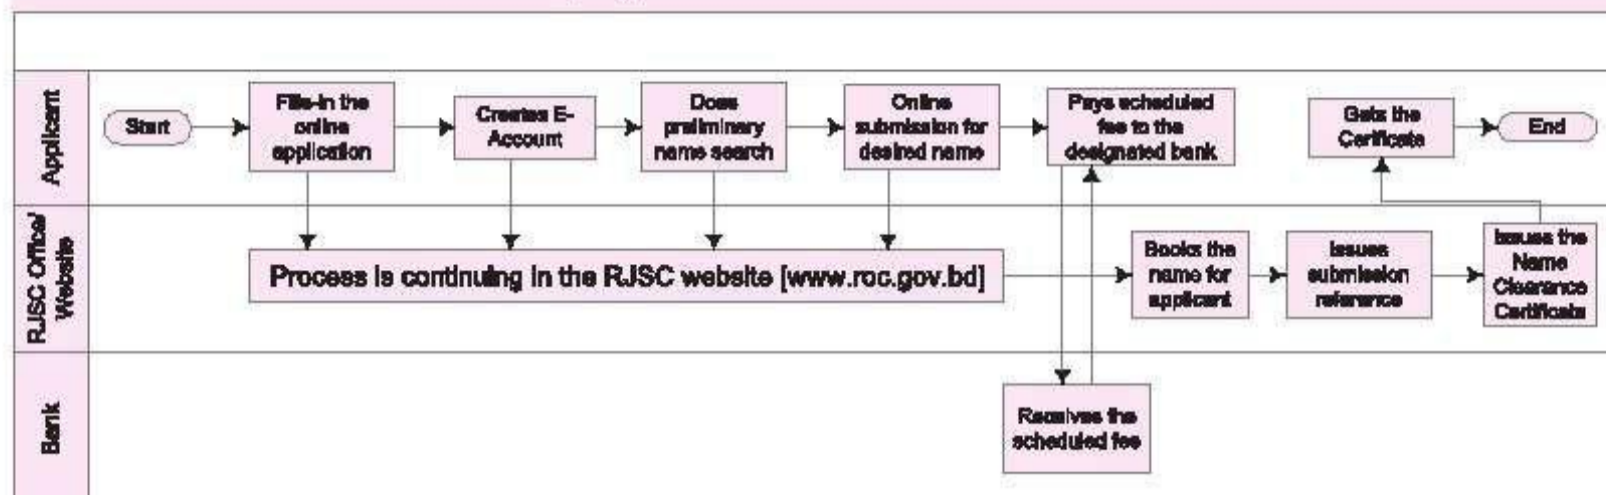 Applicant
Start
Fills-in the
online
application
Creates E-
Account
Does
preliminary
name search
Online
submission for
desired name
Pays scheduled
fee to the
designated bank
Gets the
Certificate
End
RJSC Office/
Website
Process is continuing in the RJSC website [www.roc.gov.bd]
Books the
name for
applicant
Issues
submission
reference
Issues the
Name
Clearance
Certificate
Bank
Receives the
scheduled fee